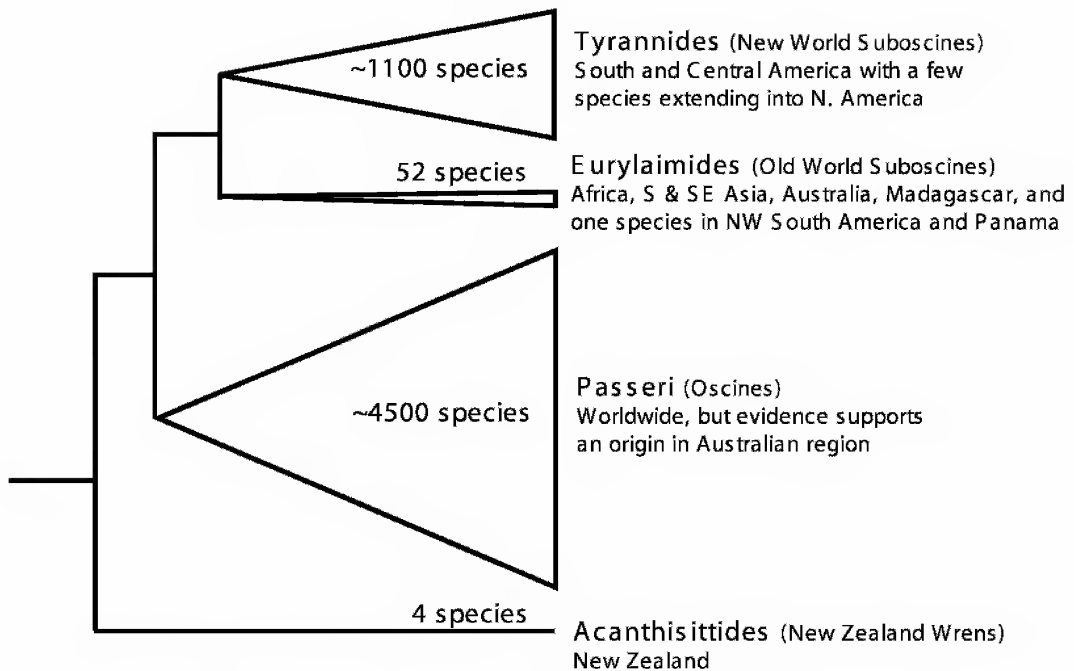 ~1100 species
Tyrannides (New World Suboscines)
South and Central America with a few
species extending into N. America
52 species
Eurylaimides (Old World Suboscines)
Africa, S & SE Asia, Australia, Madagascar, and
one species in NW South America and Panama
~4500 species
Passeri (Oscines)
Worldwide, but evidence supports
an origin in Australian region
4 species
Acanthisittides (New Zealand Wrens)
New Zealand